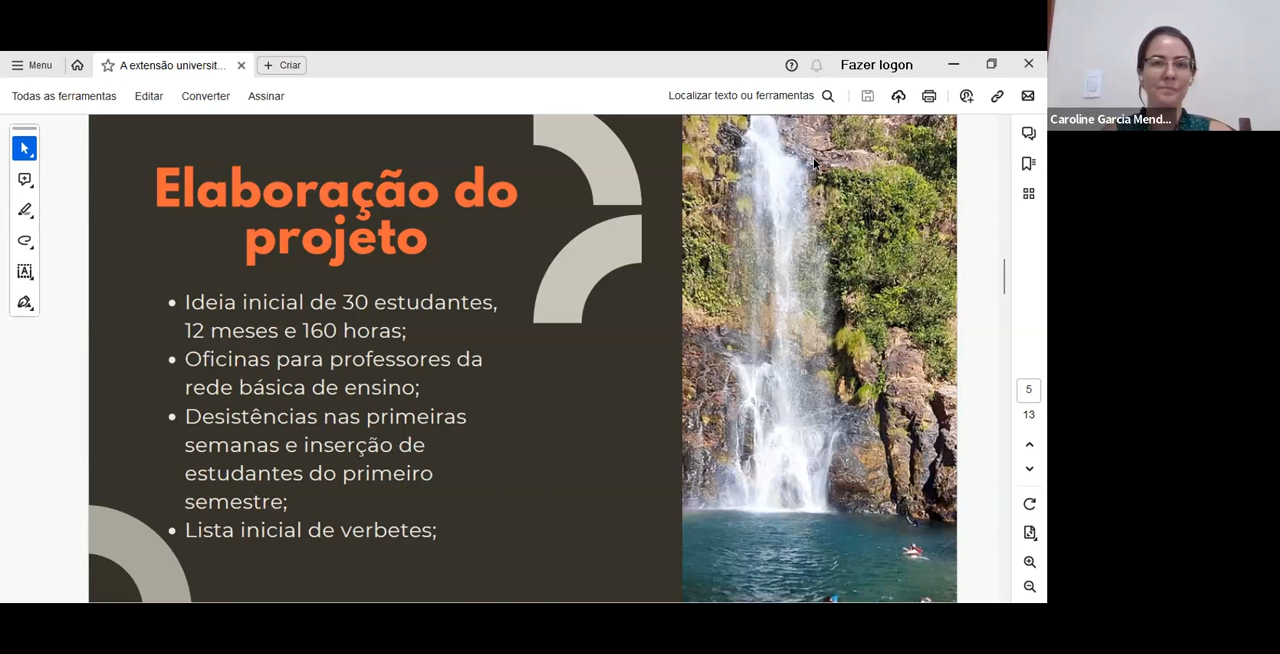 Menu
A extensão universit...
Criar
Fazer logon
Todas as ferramentas
Editar
Converter
Assinar
Localizar texto ou ferramentas
Caroline Garcia Mend...
Elaboração do
projeto
• Ideia inicial de 30 estudantes,
12 meses e 160 horas;
• Oficinas para professores da
rede básica de ensino;
• Desistências nas primeiras
semanas e inserção de
estudantes do primeiro
semestre;
• Lista inicial de verbetes;
5
13